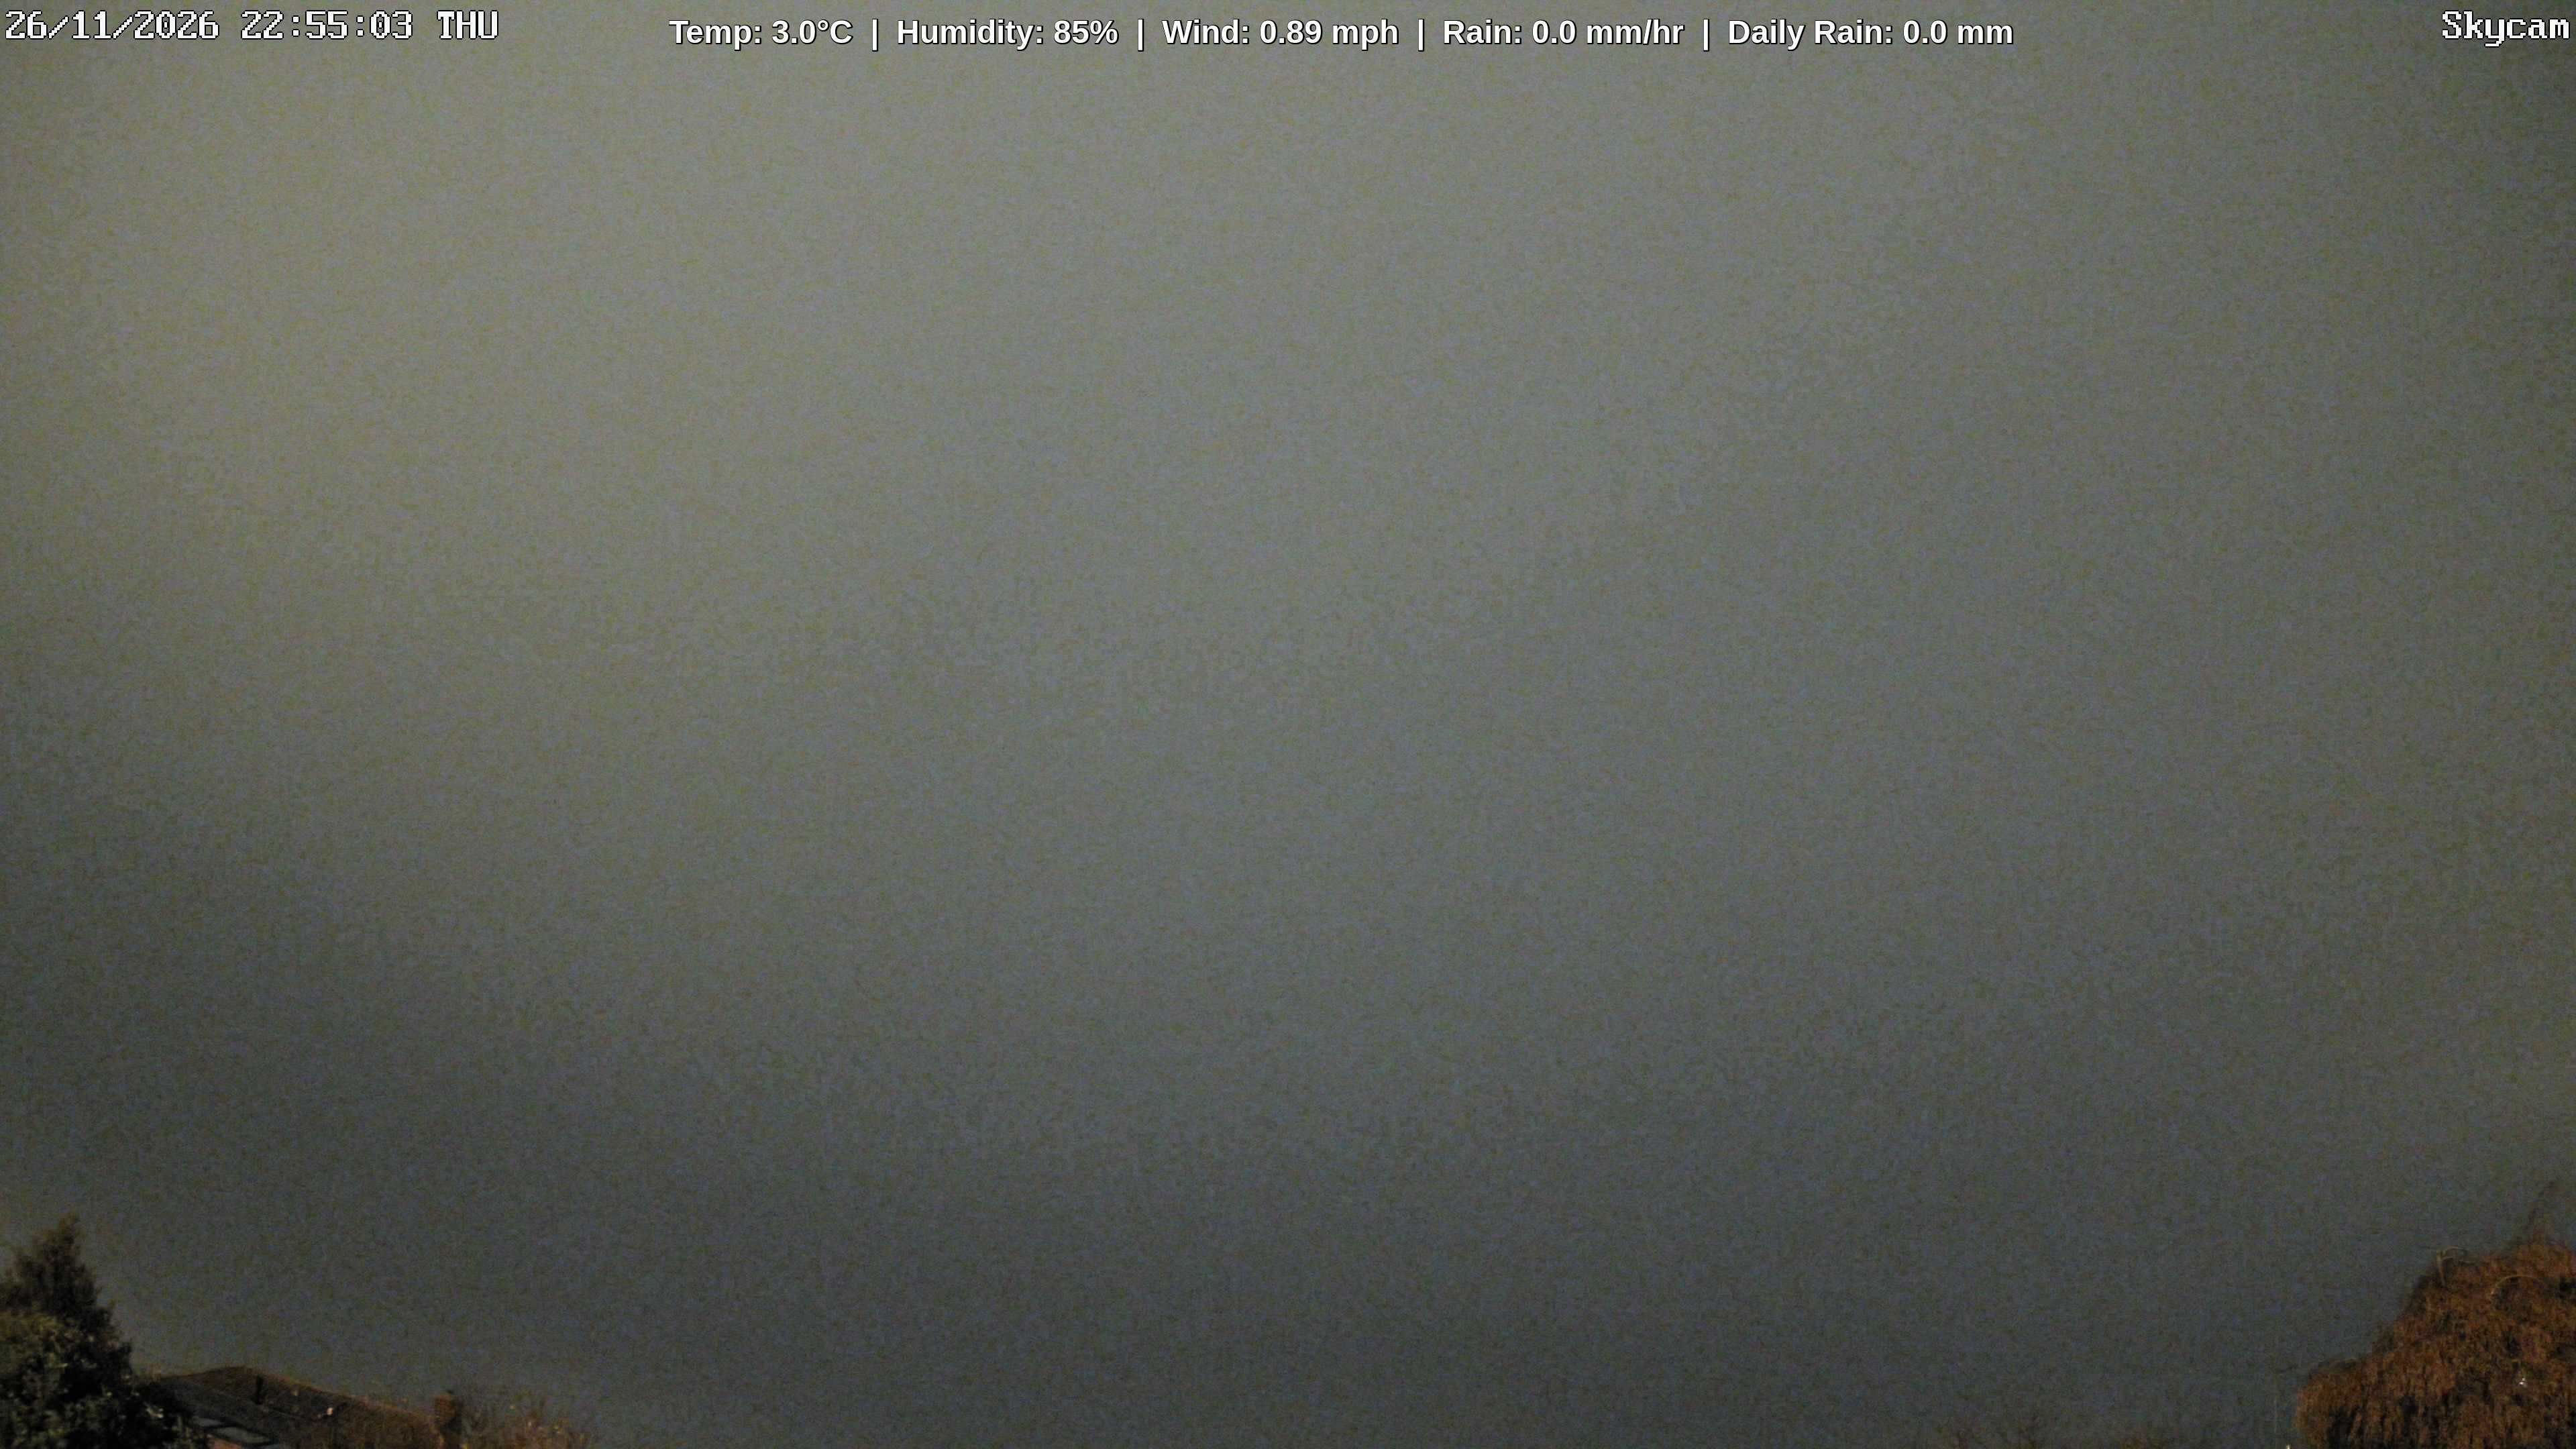 26/11/2026 22:55:03 THU
Temp: 3.0°C | Humidity: 85% | Wind: 0.89 mph | Rain: 0.0 mm/hr | Daily Rain: 0.0 mm
Skycam